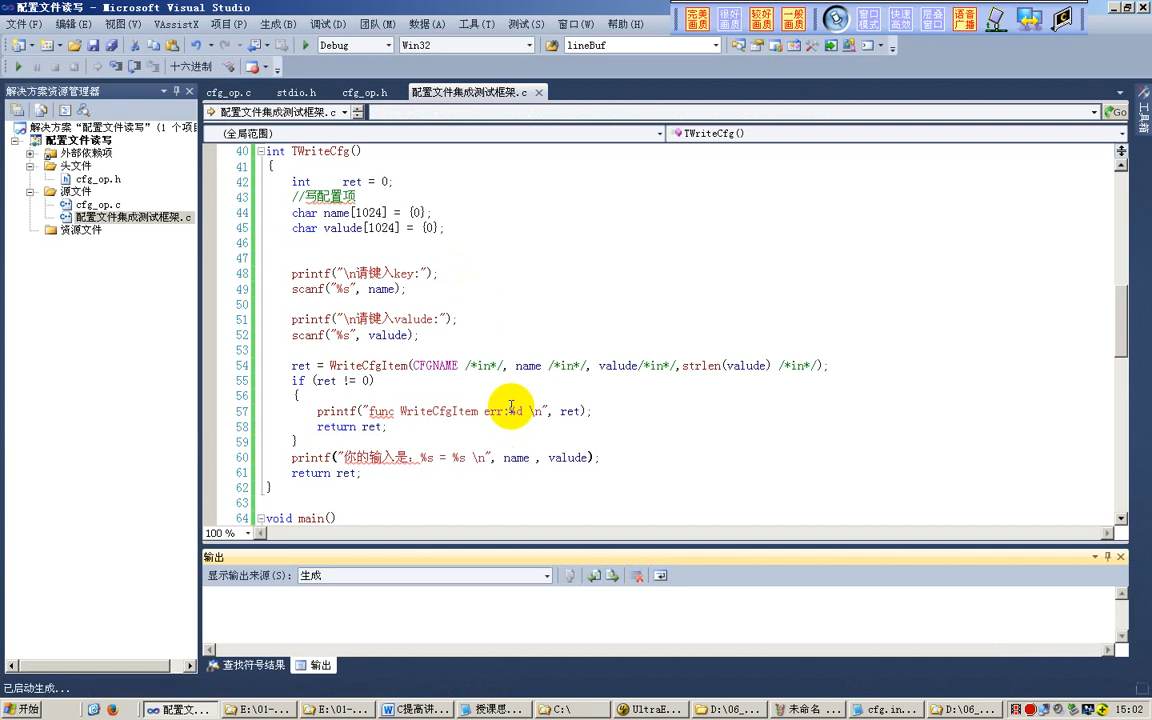 配置文件读写 - Microsoft Visual Studio
文件(F) 编辑(E) 视图(V) VAssistX 项目(P) 生成(B) 调试(D) 团队(M) 数据(A) 工具(T) 测试(S) 窗口(W) 帮助(H)
完美画质 很好画质 较好画质 一般画质 窗口模式 快速高效 层叠窗口 语音广播
Debug Win32 lineBuf
十六进制
解决方案资源管理器
cfg_op.c stdio.h cfg_op.h 配置文件集成测试框架.c
配置文件集成测试框架.c Go
工具箱
解决方案 "配置文件读写" (1 个项
配置文件读写
外部依赖项
头文件
cfg_op.h
源文件
cfg_op.c
配置文件集成测试框架.c
资源文件
(全局范围) TWriteCfg()
40 int TWriteCfg()
41 {
42 int ret = 0;
43 //写配置项
44 char name[1024] = {0};
45 char valude[1024] = {0};
46
47
48 printf("\n请键入key:");
49 scanf("%s", name);
50
51 printf("\n请键入valude:");
52 scanf("%s", valude);
53
54 ret = WriteCfgItem(CFGNAME /*in*/, name /*in*/, valude/*in*/,strlen(valude) /*in*/);
55 if (ret != 0)
56 {
57 printf("func WriteCfgItem err:%d \n", ret);
58 return ret;
59 }
60 printf("你的输入是：%s = %s \n", name , valude);
61 return ret;
62 }
63
64 void main()
100 %
输出
显示输出来源(S): 生成
查找符号结果 输出
已启动生成...
开始 配置文... E:\01-... E:\01-... C提高讲... 授课思... C:\ UltraE... D:\06_... 未命名 ... cfg.in... D:\06_... 15:02